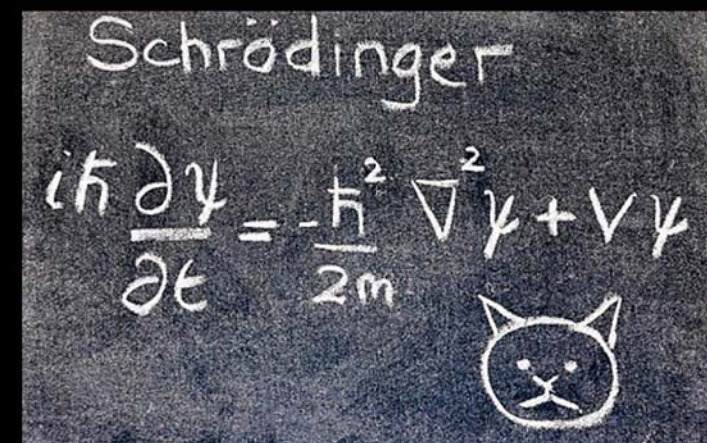 Schrödinger
iħ ∂ψ/∂t = -ħ²/2m ∇²ψ + Vψ